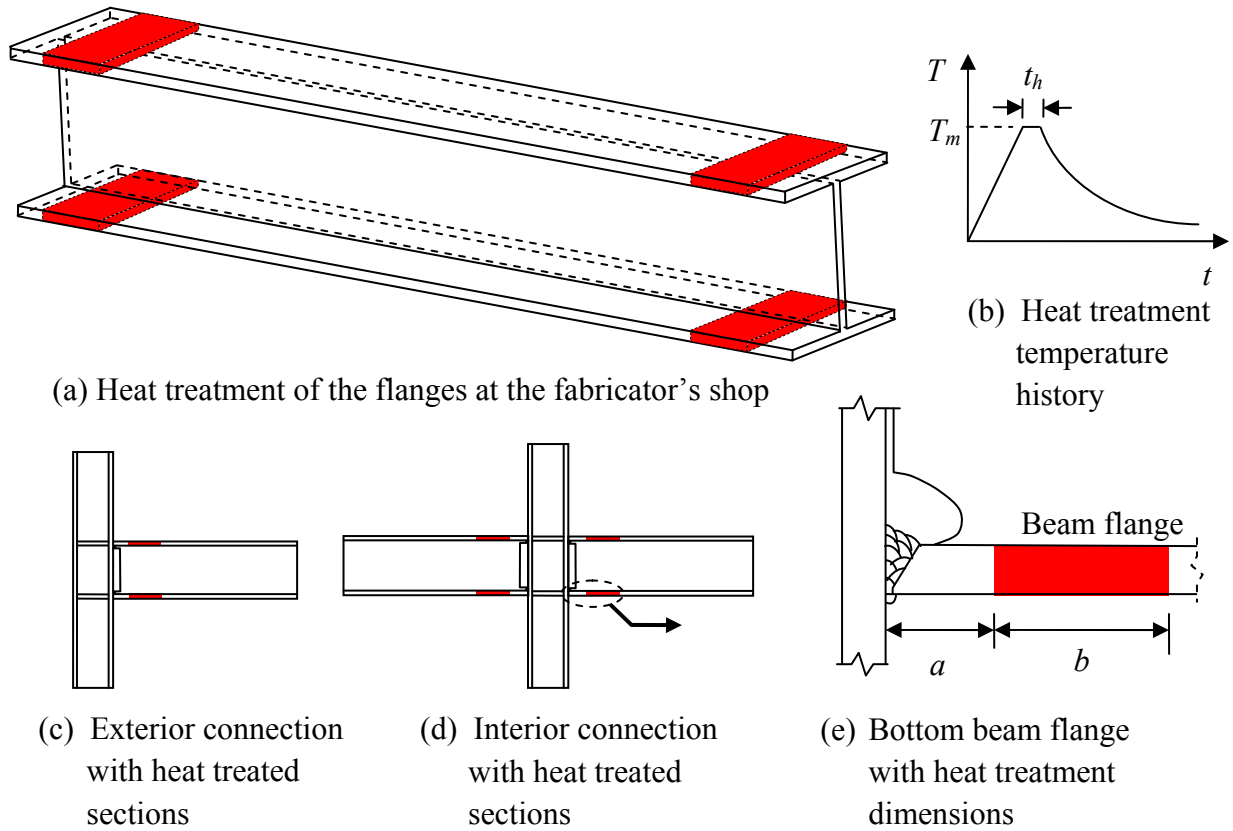 T
t_h
T_m
t
(b) Heat treatment
temperature
history
(a) Heat treatment of the flanges at the fabricator's shop
Beam flange
a
b
(c) Exterior connection
with heat treated
sections
(d) Interior connection
with heat treated
sections
(e) Bottom beam flange
with heat treatment
dimensions